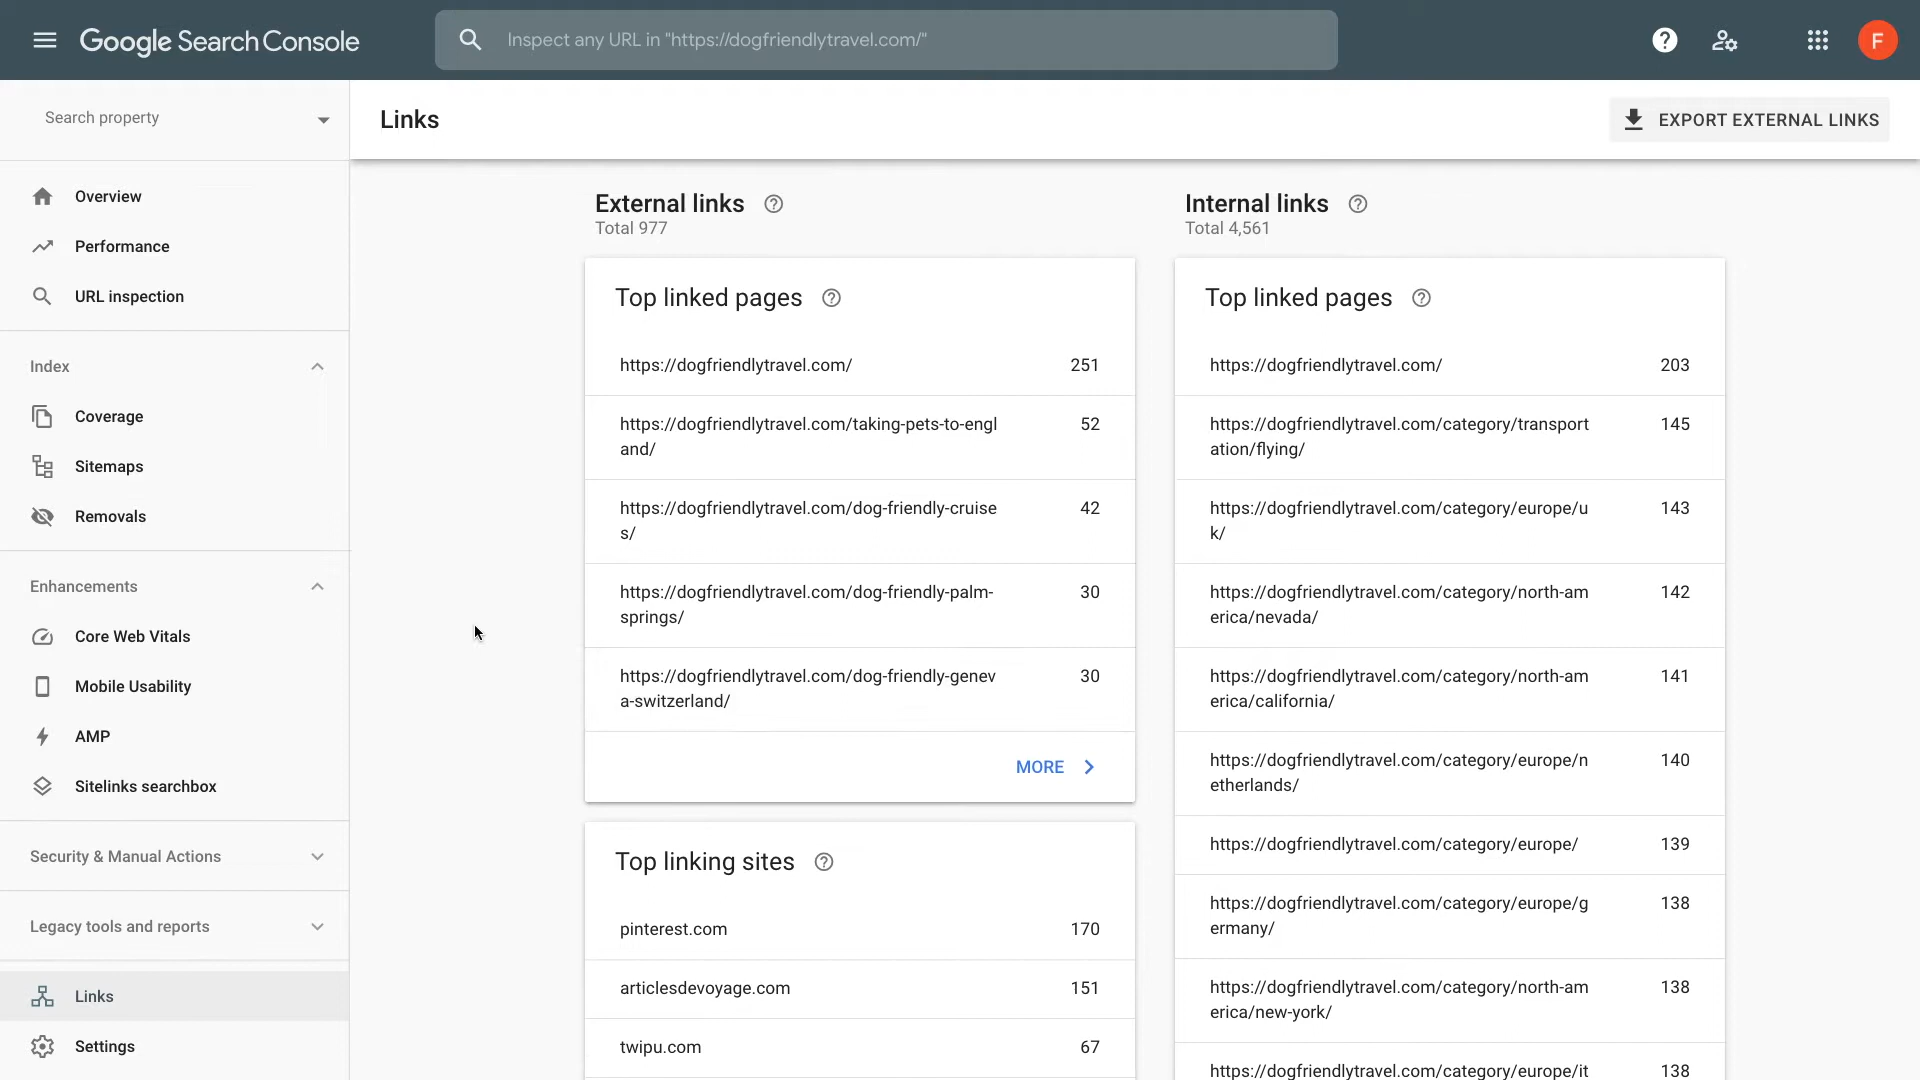 Google Search Console
Inspect any URL in "https://dogfriendlytravel.com/"
F
Search property
Links
EXPORT EXTERNAL LINKS
Overview
Performance
URL inspection
Index
Coverage
Sitemaps
Removals
Enhancements
Core Web Vitals
Mobile Usability
AMP
Sitelinks searchbox
Security & Manual Actions
Legacy tools and reports
Links
Settings
External links
Total 977
Top linked pages
https://dogfriendlytravel.com/ 251
https://dogfriendlytravel.com/taking-pets-to-engl 52
and/
https://dogfriendlytravel.com/dog-friendly-cruise 42
s/
https://dogfriendlytravel.com/dog-friendly-palm- 30
springs/
https://dogfriendlytravel.com/dog-friendly-genev 30
a-switzerland/
MORE
Top linking sites
pinterest.com 170
articlesdevoyage.com 151
twipu.com 67
Internal links
Total 4,561
Top linked pages
https://dogfriendlytravel.com/ 203
https://dogfriendlytravel.com/category/transport 145
ation/flying/
https://dogfriendlytravel.com/category/europe/u 143
k/
https://dogfriendlytravel.com/category/north-am 142
erica/nevada/
https://dogfriendlytravel.com/category/north-am 141
erica/california/
https://dogfriendlytravel.com/category/europe/n 140
etherlands/
https://dogfriendlytravel.com/category/europe/ 139
https://dogfriendlytravel.com/category/europe/g 138
ermany/
https://dogfriendlytravel.com/category/north-am 138
erica/new-york/
https://dogfriendlytravel.com/category/europe/it 138